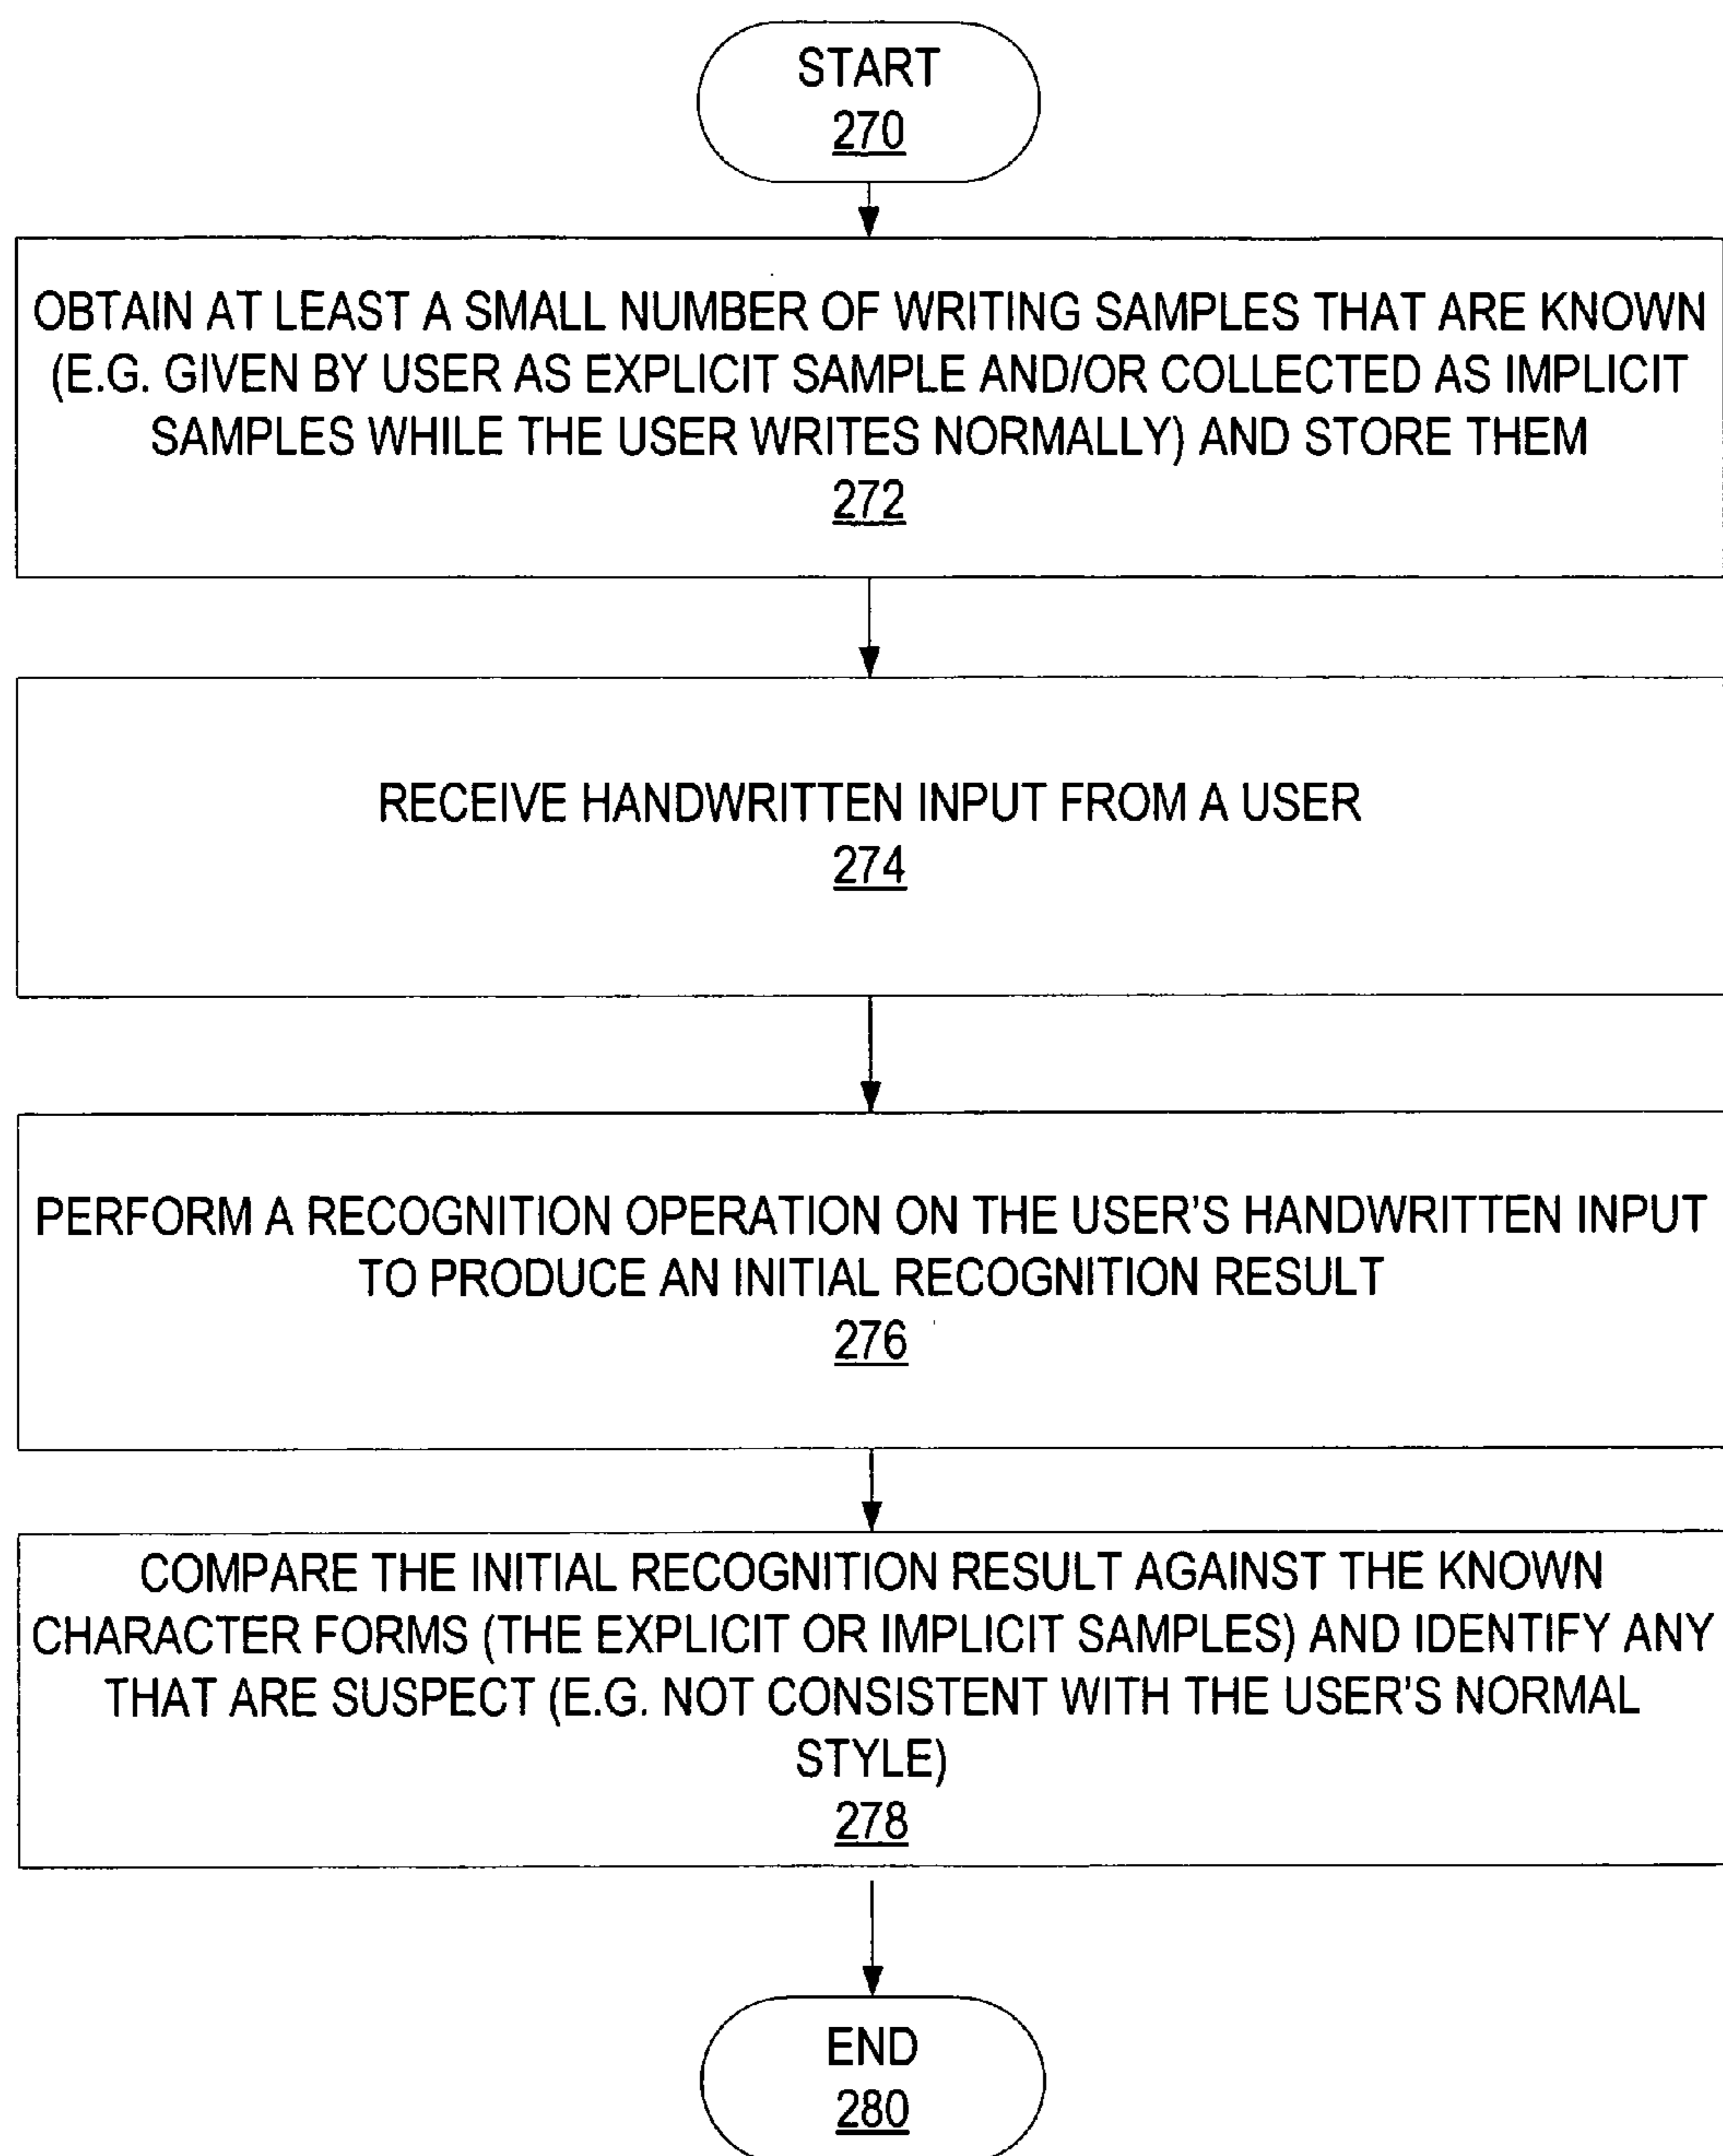 START
270
OBTAIN AT LEAST A SMALL NUMBER OF WRITING SAMPLES THAT ARE KNOWN
(E.G. GIVEN BY USER AS EXPLICIT SAMPLE AND/OR COLLECTED AS IMPLICIT
SAMPLES WHILE THE USER WRITES NORMALLY) AND STORE THEM
272
RECEIVE HANDWRITTEN INPUT FROM A USER
274
PERFORM A RECOGNITION OPERATION ON THE USER'S HANDWRITTEN INPUT
TO PRODUCE AN INITIAL RECOGNITION RESULT
276
COMPARE THE INITIAL RECOGNITION RESULT AGAINST THE KNOWN
CHARACTER FORMS (THE EXPLICIT OR IMPLICIT SAMPLES) AND IDENTIFY ANY
THAT ARE SUSPECT (E.G. NOT CONSISTENT WITH THE USER'S NORMAL
STYLE)
278
END
280